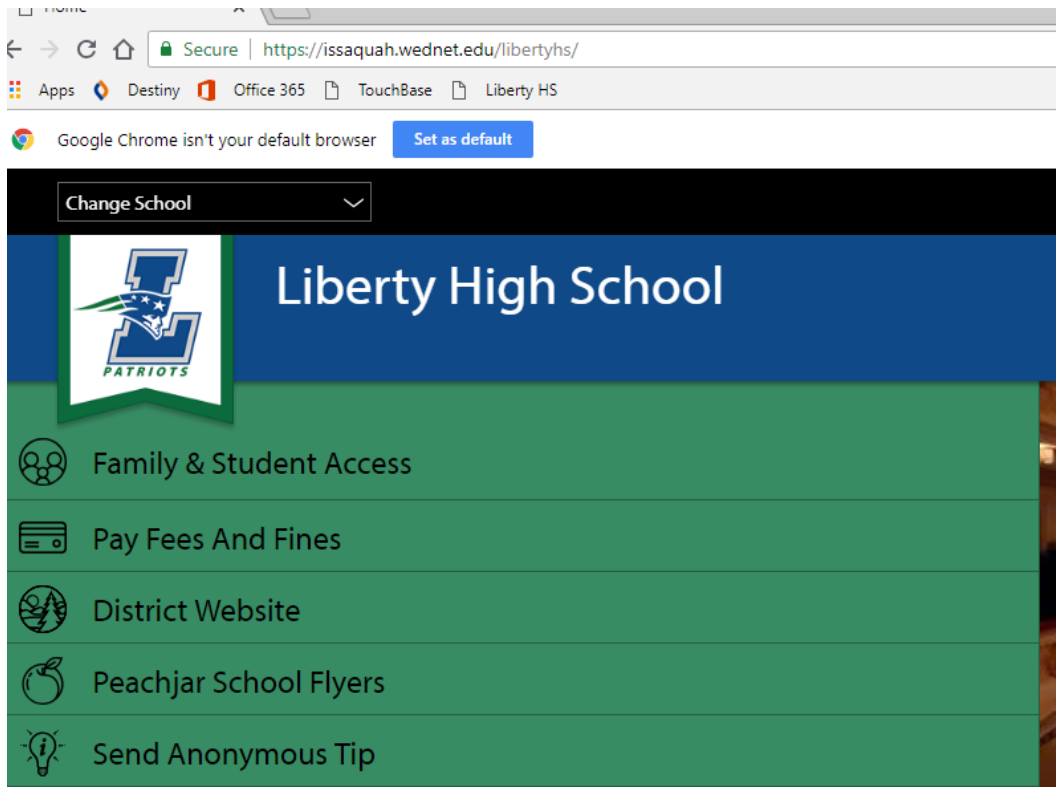 Home
Secure | https://issaquah.wednet.edu/libertyhs/
Apps Destiny Office 365 TouchBase Liberty HS
Google Chrome isn't your default browser Set as default
Change School
Liberty High School
PATRIOTS
Family & Student Access
Pay Fees And Fines
District Website
Peachjar School Flyers
Send Anonymous Tip